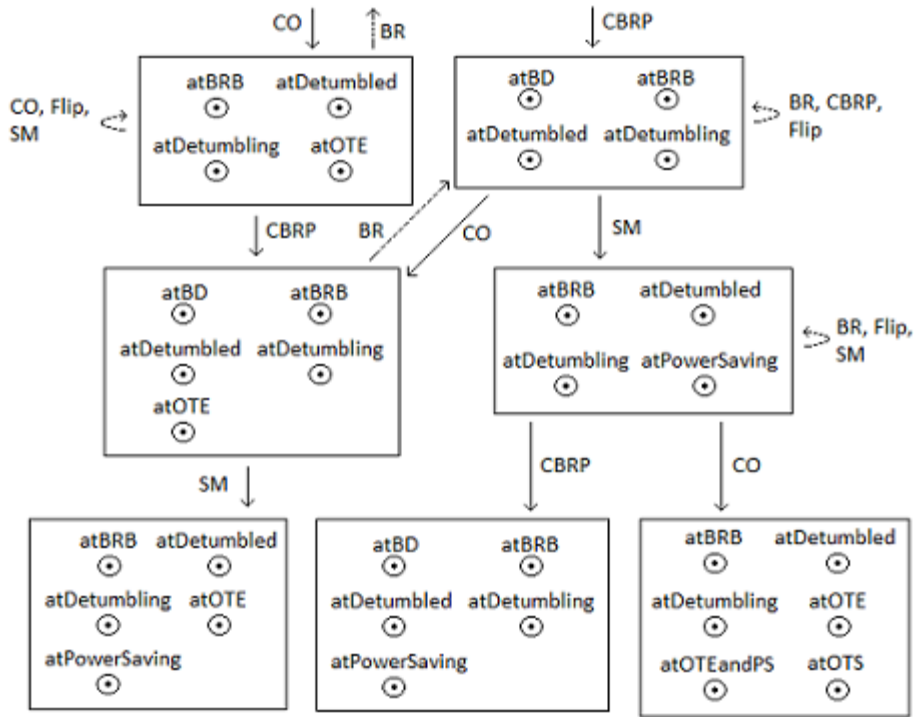 CO
BR
CBRP
atBRB atDetumbled
atDetumbling atOTE
CO, Flip,
SM
atBD atBRB
atDetumbled atDetumbling
BR, CBRP,
Flip
CBRP
BR
CO
SM
atBD atBRB
atDetumbled atDetumbling
atOTE
atBRB atDetumbled
atDetumbling atPowerSaving
BR, Flip,
SM
SM
CBRP
CO
atBRB atDetumbled
atDetumbling atOTE
atPowerSaving
atBD atBRB
atDetumbled atDetumbling
atPowerSaving
atBRB atDetumbled
atDetumbling atOTE
atOTEandPS atOTS